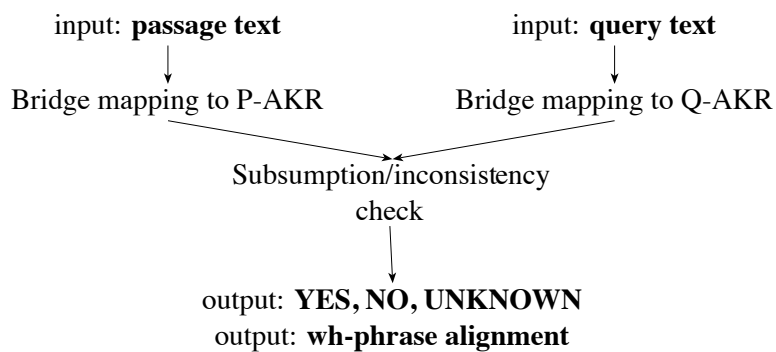 input: passage text
input: query text
Bridge mapping to P-AKR
Bridge mapping to Q-AKR
Subsumption/inconsistency
check
output: YES, NO, UNKNOWN
output: wh-phrase alignment